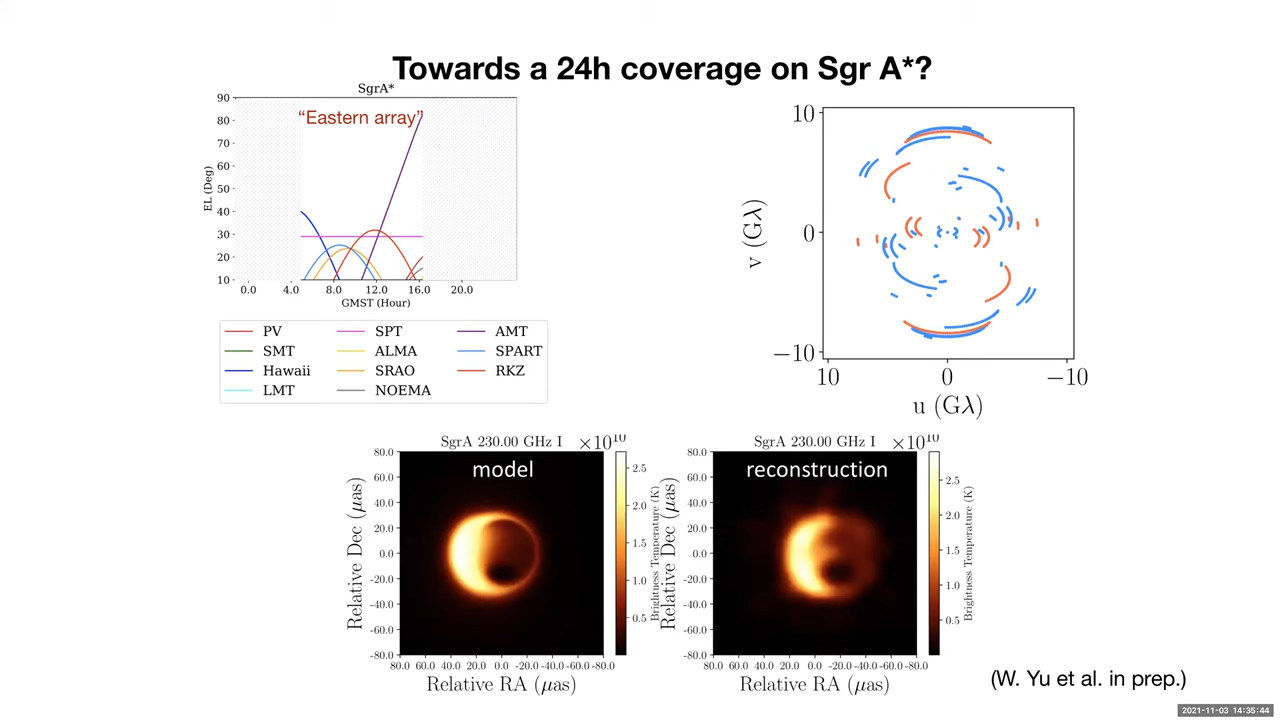 Towards a 24h coverage on Sgr A*?
SgrA*
“Eastern array”
EL (Deg)
90
80
70
60
50
40
30
20
10
0.0 4.0 8.0 12.0 16.0 20.0
GMST (Hour)
PV SPT AMT
SMT ALMA SPART
Hawaii SRAO RKZ
LMT NOEMA
v (Gλ)
10
0
−10
10 0 −10
u (Gλ)
SgrA 230.00 GHz I ×10¹⁰
model
Relative Dec (μas)
80.0
60.0
40.0
20.0
0.0
-20.0
-40.0
-60.0
-80.0
80.0 60.0 40.0 20.0 0.0 -20.0 -40.0 -60.0 -80.0
Relative RA (μas)
2.5
2.0
1.5
1.0
0.5
Brightness Temperature (K)
SgrA 230.00 GHz I ×10¹⁰
reconstruction
Relative Dec (μas)
80.0
60.0
40.0
20.0
0.0
-20.0
-40.0
-60.0
-80.0
80.0 60.0 40.0 20.0 0.0 -20.0 -40.0 -60.0 -80.0
Relative RA (μas)
2.5
2.0
1.5
1.0
0.5
Brightness Temperature (K)
(W. Yu et al. in prep.)
2021-11-03 14:35:44